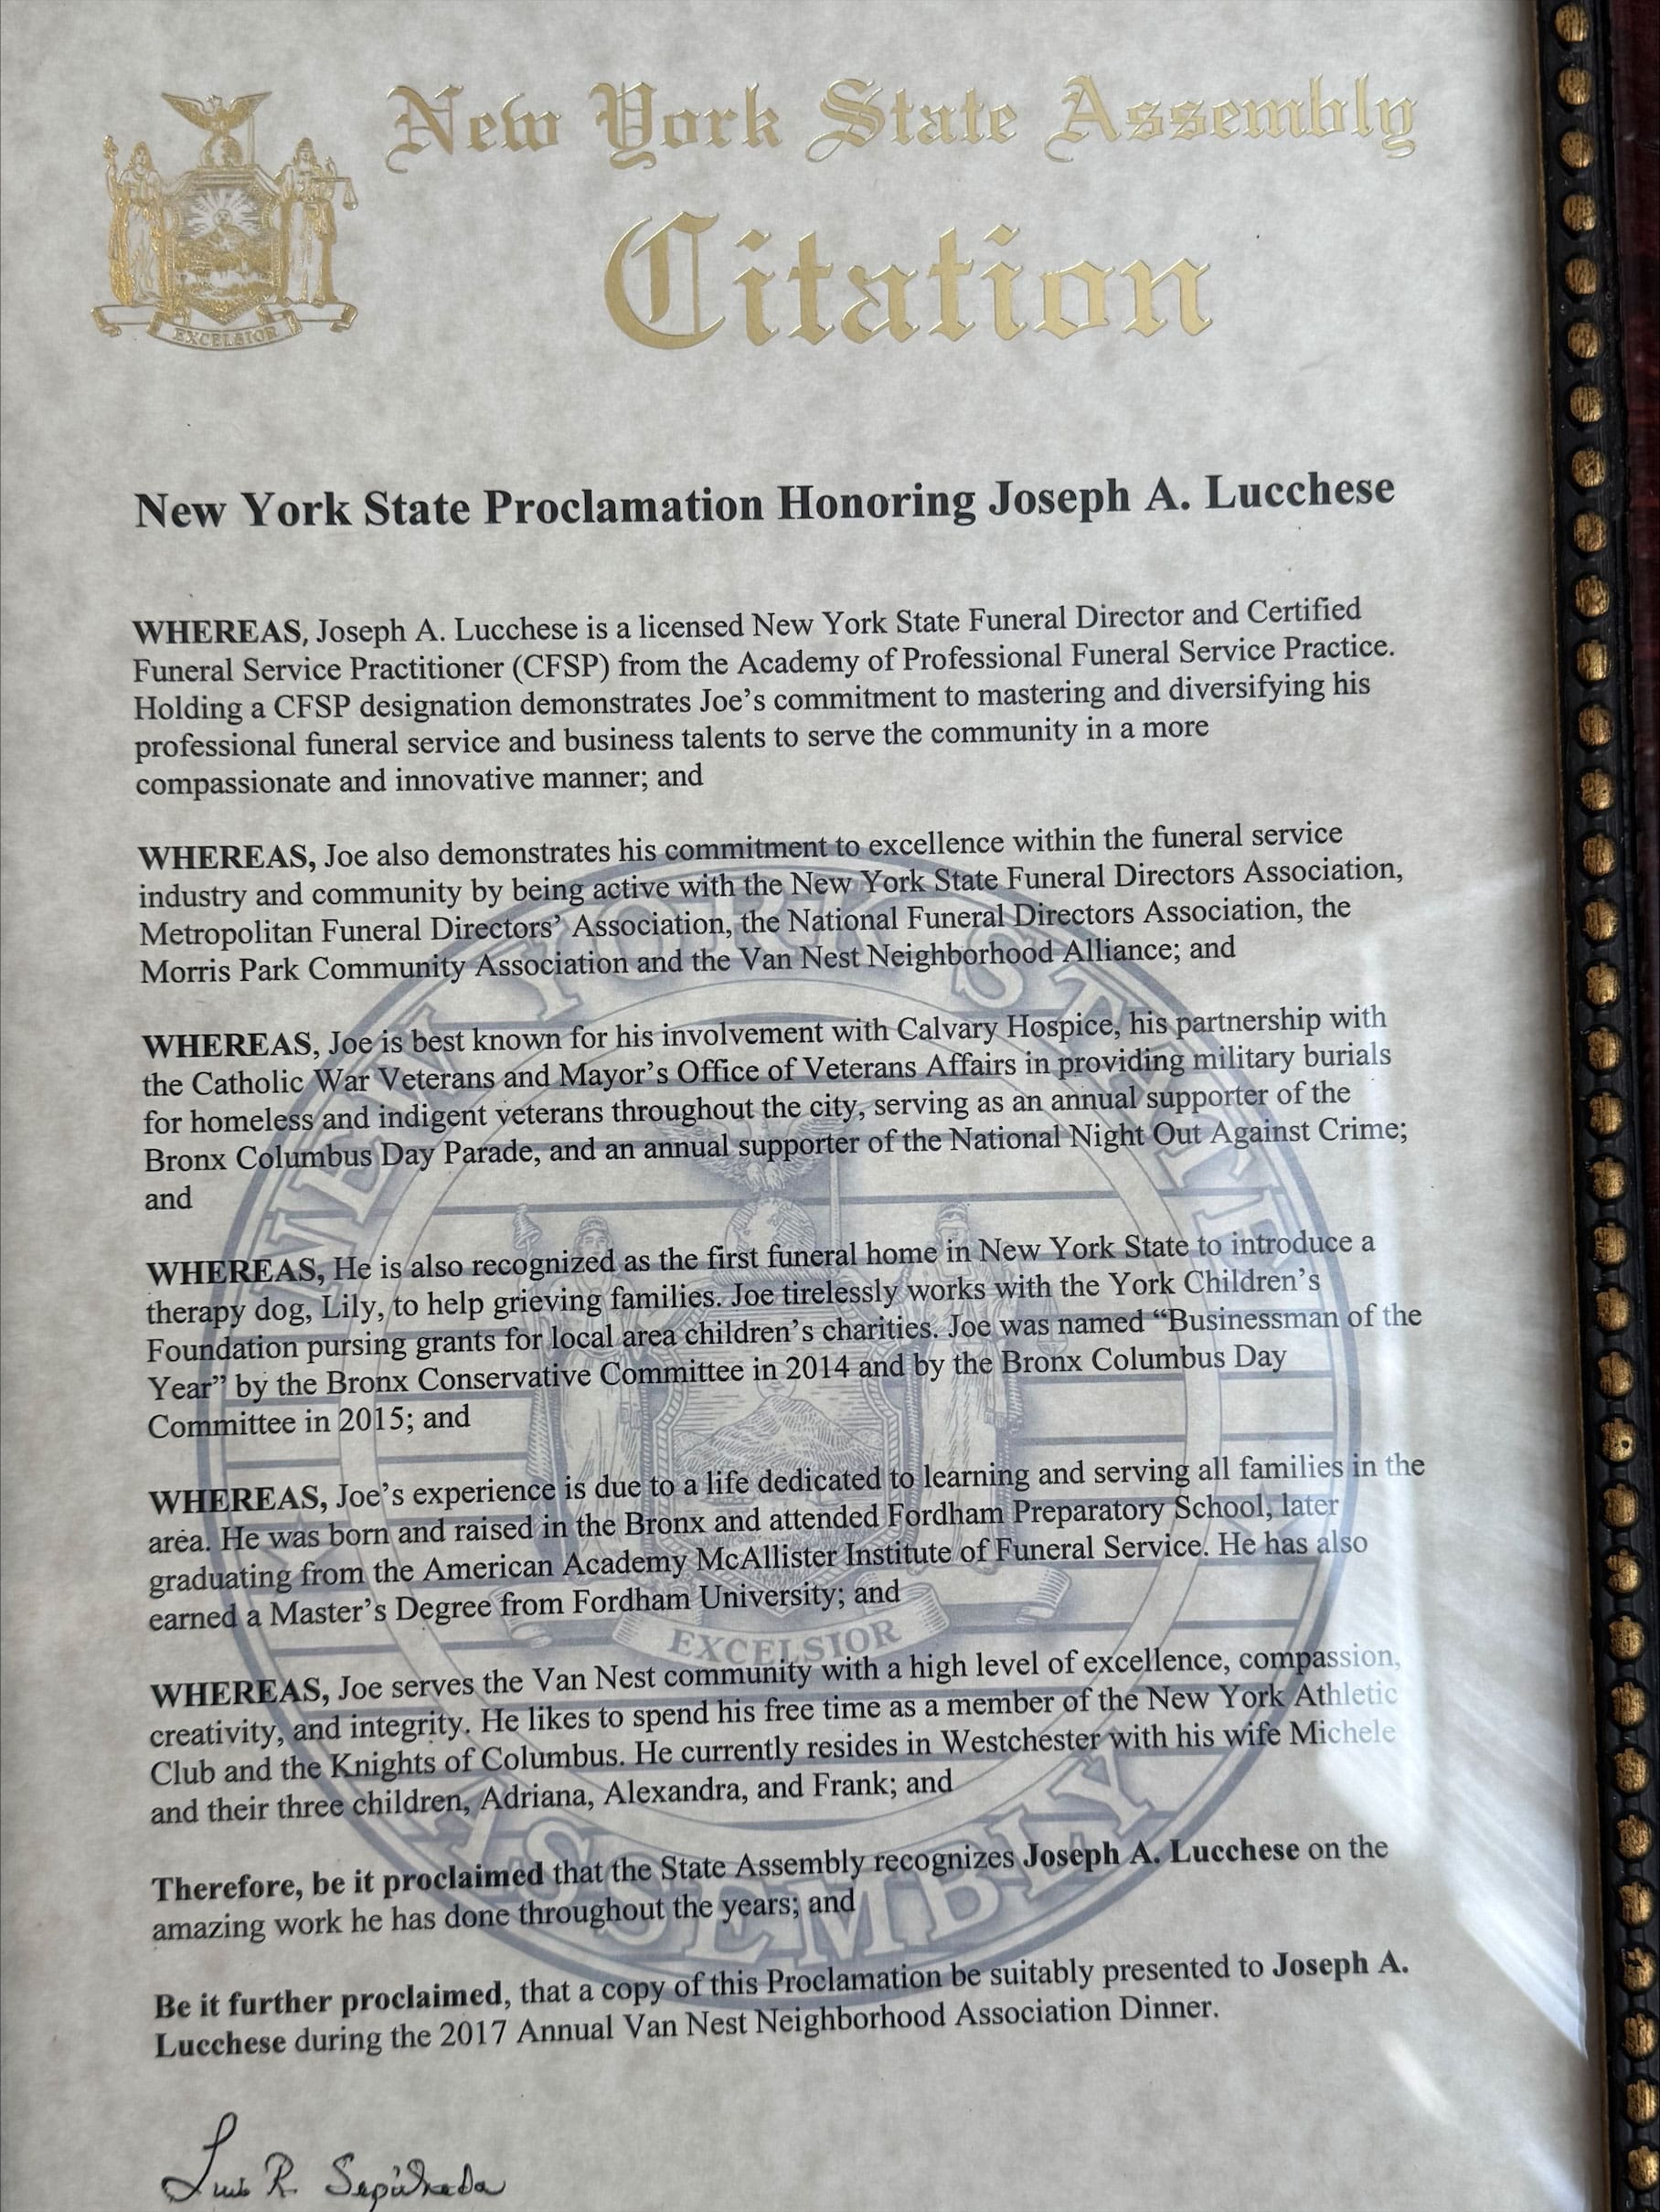 New York State Assembly
Citation
EXCELSIOR
New York State Proclamation Honoring Joseph A. Lucchese
WHEREAS, Joseph A. Lucchese is a licensed New York State Funeral Director and Certified
Funeral Service Practitioner (CFSP) from the Academy of Professional Funeral Service Practice.
Holding a CFSP designation demonstrates Joe's commitment to mastering and diversifying his
professional funeral service and business talents to serve the community in a more
compassionate and innovative manner; and
WHEREAS, Joe also demonstrates his commitment to excellence within the funeral service
industry and community by being active with the New York State Funeral Directors Association,
Metropolitan Funeral Directors' Association, the National Funeral Directors Association, the
Morris Park Community Association and the Van Nest Neighborhood Alliance; and
WHEREAS, Joe is best known for his involvement with Calvary Hospice, his partnership with
the Catholic War Veterans and Mayor's Office of Veterans Affairs in providing military burials
for homeless and indigent veterans throughout the city, serving as an annual supporter of the
Bronx Columbus Day Parade, and an annual supporter of the National Night Out Against Crime;
and
WHEREAS, He is also recognized as the first funeral home in New York State to introduce a
therapy dog, Lily, to help grieving families. Joe tirelessly works with the York Children's
Foundation pursing grants for local area children's charities. Joe was named “Businessman of the
Year” by the Bronx Conservative Committee in 2014 and by the Bronx Columbus Day
Committee in 2015; and
WHEREAS, Joe's experience is due to a life dedicated to learning and serving all families in the
area. He was born and raised in the Bronx and attended Fordham Preparatory School, later
graduating from the American Academy McAllister Institute of Funeral Service. He has also
earned a Master's Degree from Fordham University; and
WHEREAS, Joe serves the Van Nest community with a high level of excellence, compassion,
creativity, and integrity. He likes to spend his free time as a member of the New York Athletic
Club and the Knights of Columbus. He currently resides in Westchester with his wife Michele
and their three children, Adriana, Alexandra, and Frank; and
Therefore, be it proclaimed that the State Assembly recognizes Joseph A. Lucchese on the
amazing work he has done throughout the years; and
Be it further proclaimed, that a copy of this Proclamation be suitably presented to Joseph A.
Lucchese during the 2017 Annual Van Nest Neighborhood Association Dinner.
Luis R. Sepúlveda
NEW YORK STATE
EXCELSIOR
ASSEMBLY